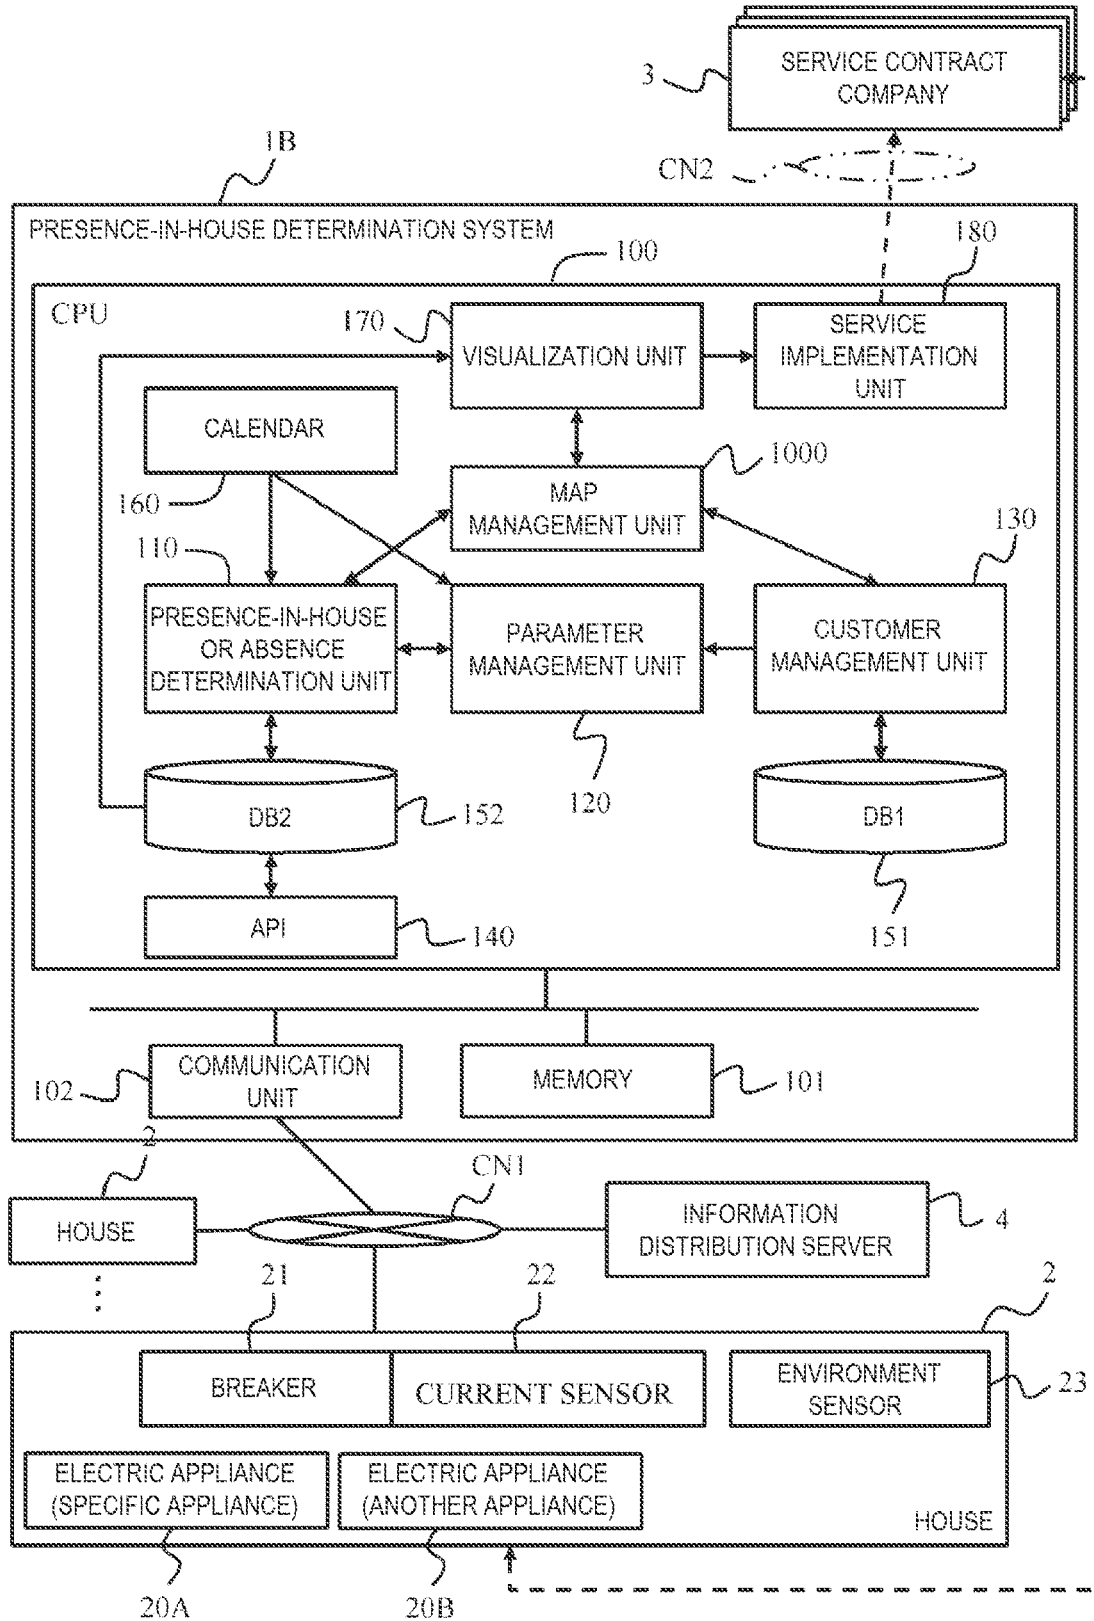 3
SERVICE CONTRACT
COMPANY
1B
CN2
PRESENCE-IN-HOUSE DETERMINATION SYSTEM
100
180
CPU
170
VISUALIZATION UNIT
SERVICE
IMPLEMENTATION
UNIT
CALENDAR
160
1000
MAP
MANAGEMENT UNIT
110
130
PRESENCE-IN-HOUSE
OR ABSENCE
DETERMINATION UNIT
PARAMETER
MANAGEMENT UNIT
CUSTOMER
MANAGEMENT UNIT
120
DB2
152
DB1
151
API
140
102
COMMUNICATION
UNIT
MEMORY
101
2
HOUSE
CN1
INFORMATION
DISTRIBUTION SERVER
4
21
22
2
BREAKER
CURRENT SENSOR
ENVIRONMENT
SENSOR
23
ELECTRIC APPLIANCE
(SPECIFIC APPLIANCE)
ELECTRIC APPLIANCE
(ANOTHER APPLIANCE)
HOUSE
20A
20B